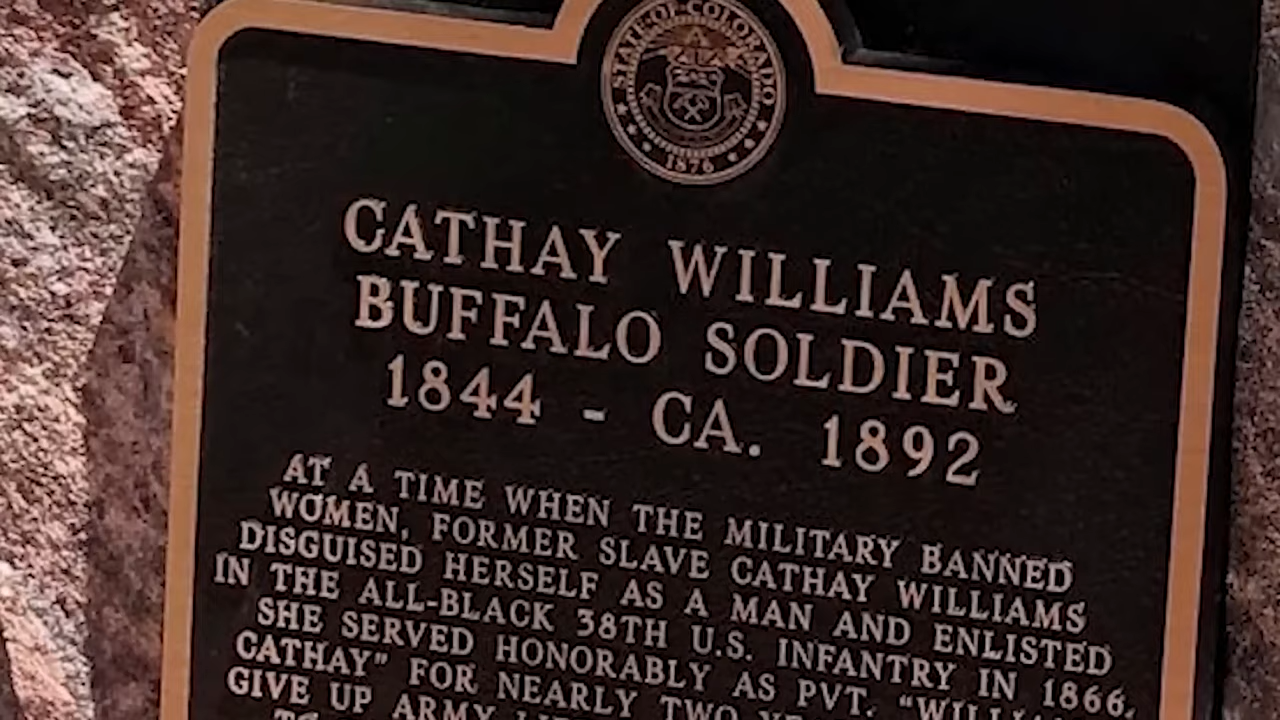 STATE OF COLORADO
1876
CATHAY WILLIAMS
BUFFALO SOLDIER
1844 - CA. 1892
AT A TIME WHEN THE MILITARY BANNED
WOMEN, FORMER SLAVE CATHAY WILLIAMS
DISGUISED HERSELF AS A MAN AND ENLISTED
IN THE ALL-BLACK 38TH U.S. INFANTRY IN 1866.
SHE SERVED HONORABLY AS PVT.
CATHAY" FOR NEARLY TWO
GIVE UP ARMY